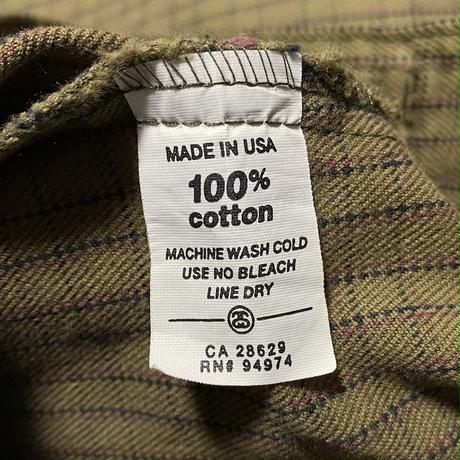 MADE IN USA
100%
cotton
MACHINE WASH COLD
USE NO BLEACH
LINE DRY
CA 28629
RN# 94974